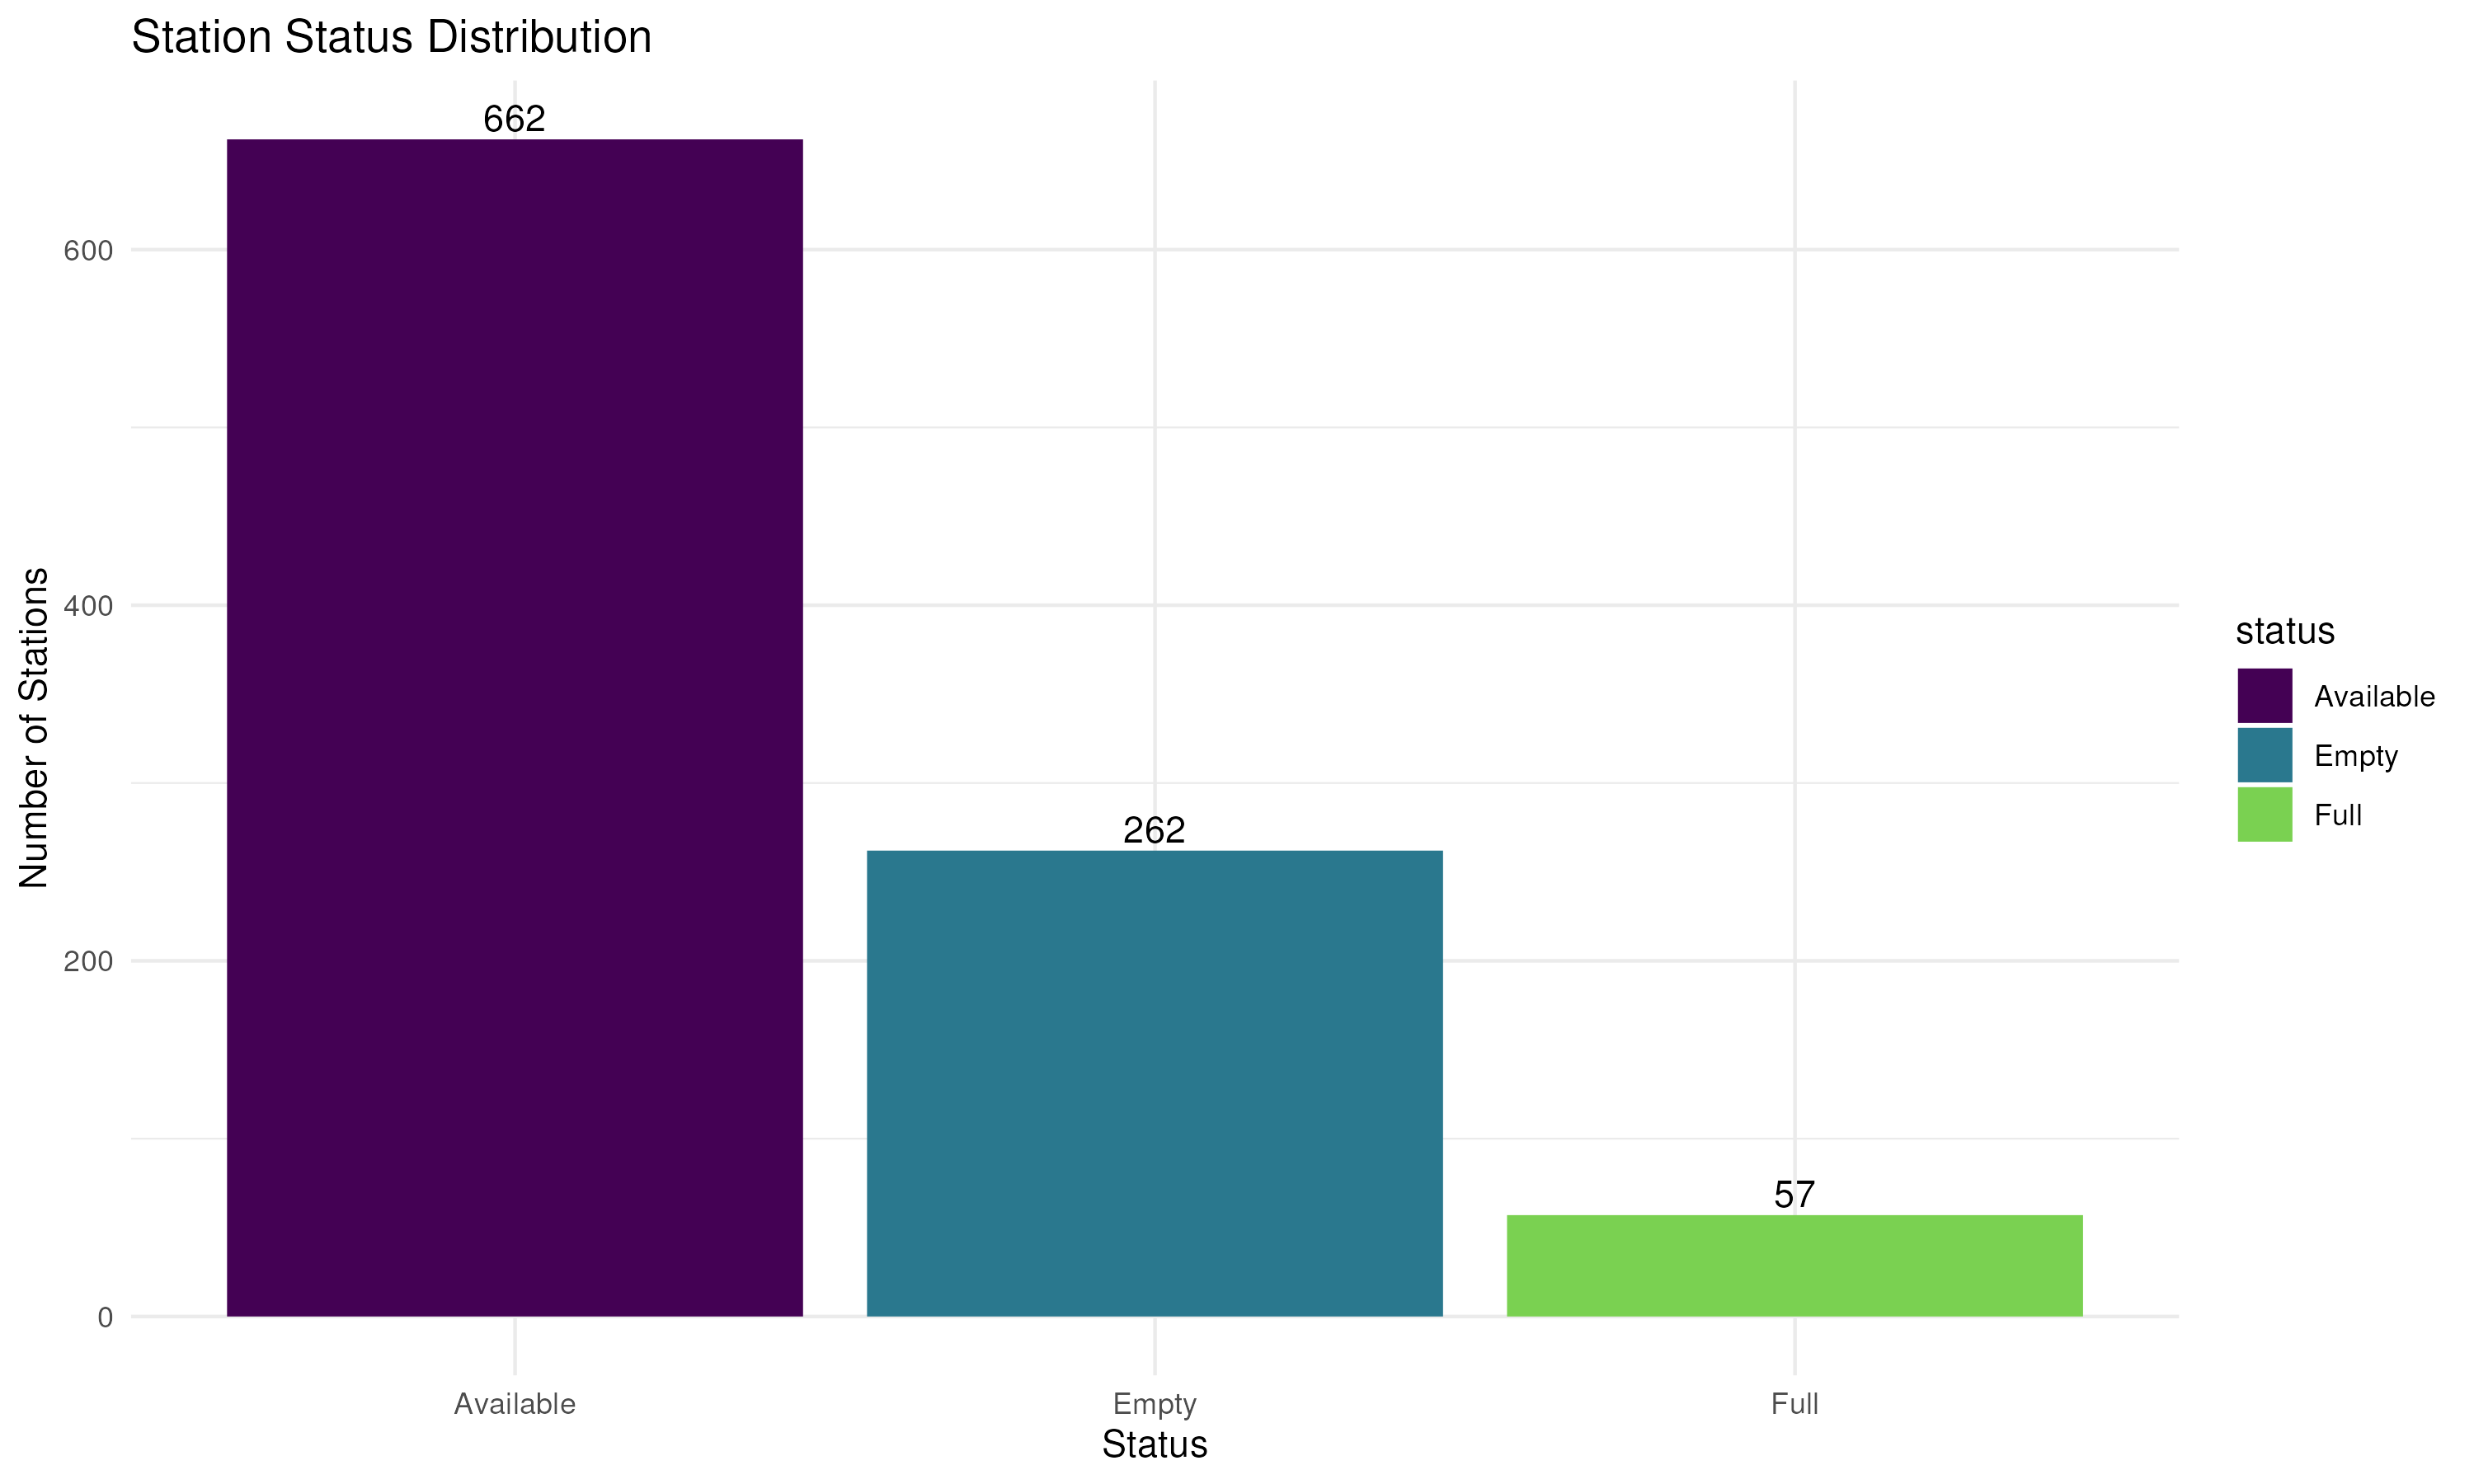 Station Status Distribution
662
600
400
262
200
57
0
Number of Stations
Available
Empty
Full
Status
status
Available
Empty
Full